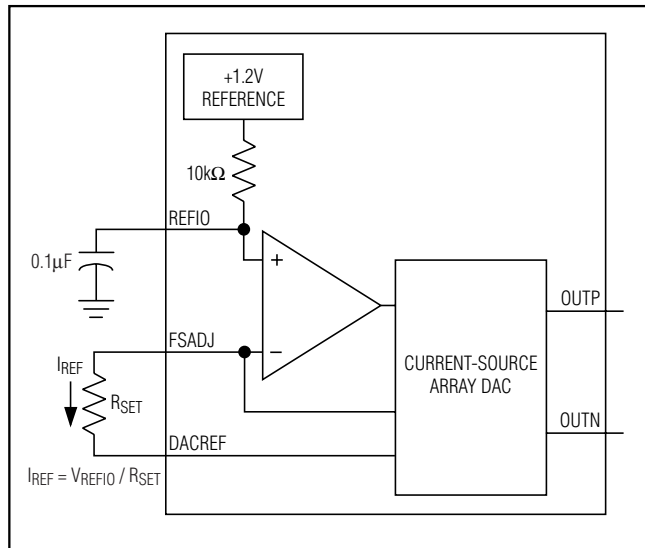 +1.2V
REFERENCE
10kΩ
REFIO
0.1μF
+
FSADJ
−
IREF
RSET
DACREF
CURRENT-SOURCE
ARRAY DAC
OUTP
OUTN
IREF = VREFIO / RSET